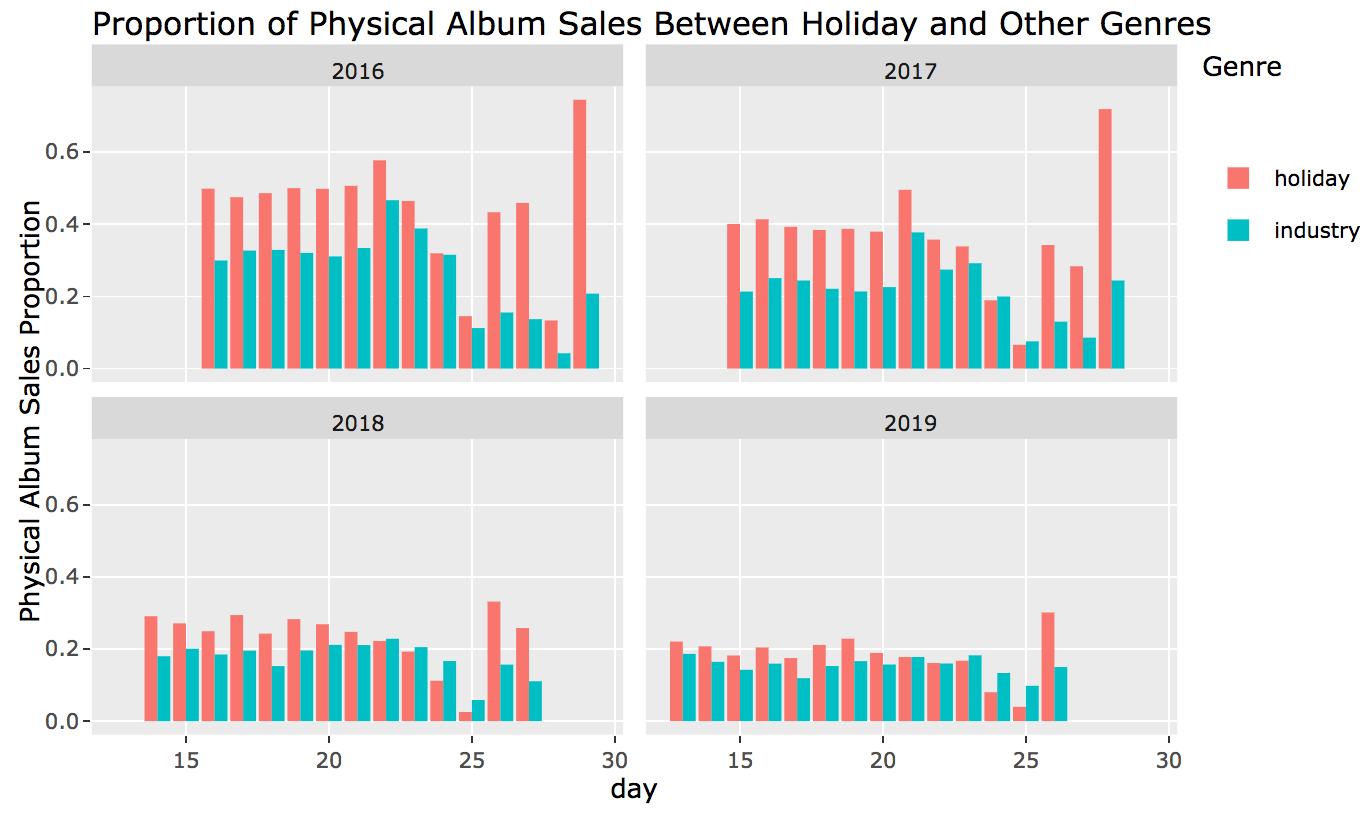 Proportion of Physical Album Sales Between Holiday and Other Genres
2016
2017
Genre
holiday
industry
Physical Album Sales Proportion
0.6
0.4
0.2
0.0
2018
2019
0.6
0.4
0.2
0.0
15 20 25 30
15 20 25 30
day